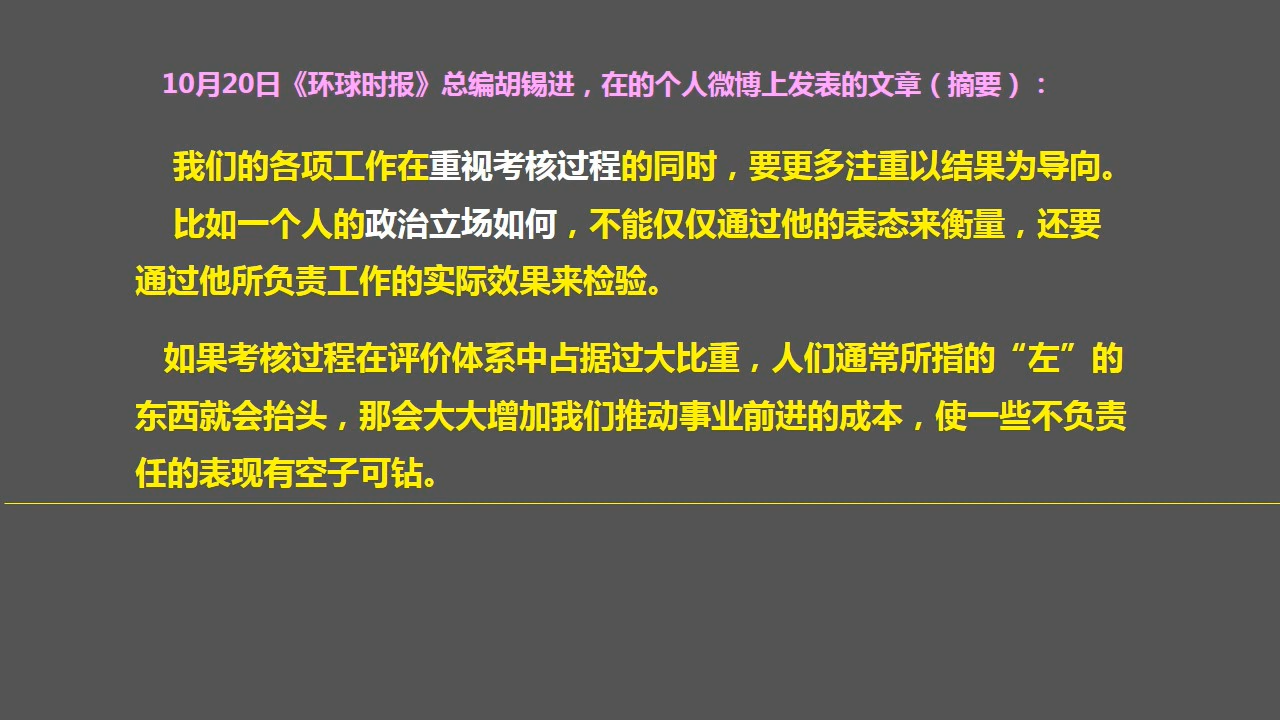 10月20日《环球时报》总编胡锡进，在的个人微博上发表的文章（摘要）：
我们的各项工作在重视考核过程的同时，要更多注重以结果为导向。
比如一个人的政治立场如何，不能仅仅通过他的表态来衡量，还要
通过他所负责工作的实际效果来检验。
如果考核过程在评价体系中占据过大比重，人们通常所指的“左”的
东西就会抬头，那会大大增加我们推动事业前进的成本，使一些不负责
任的表现有空子可钻。